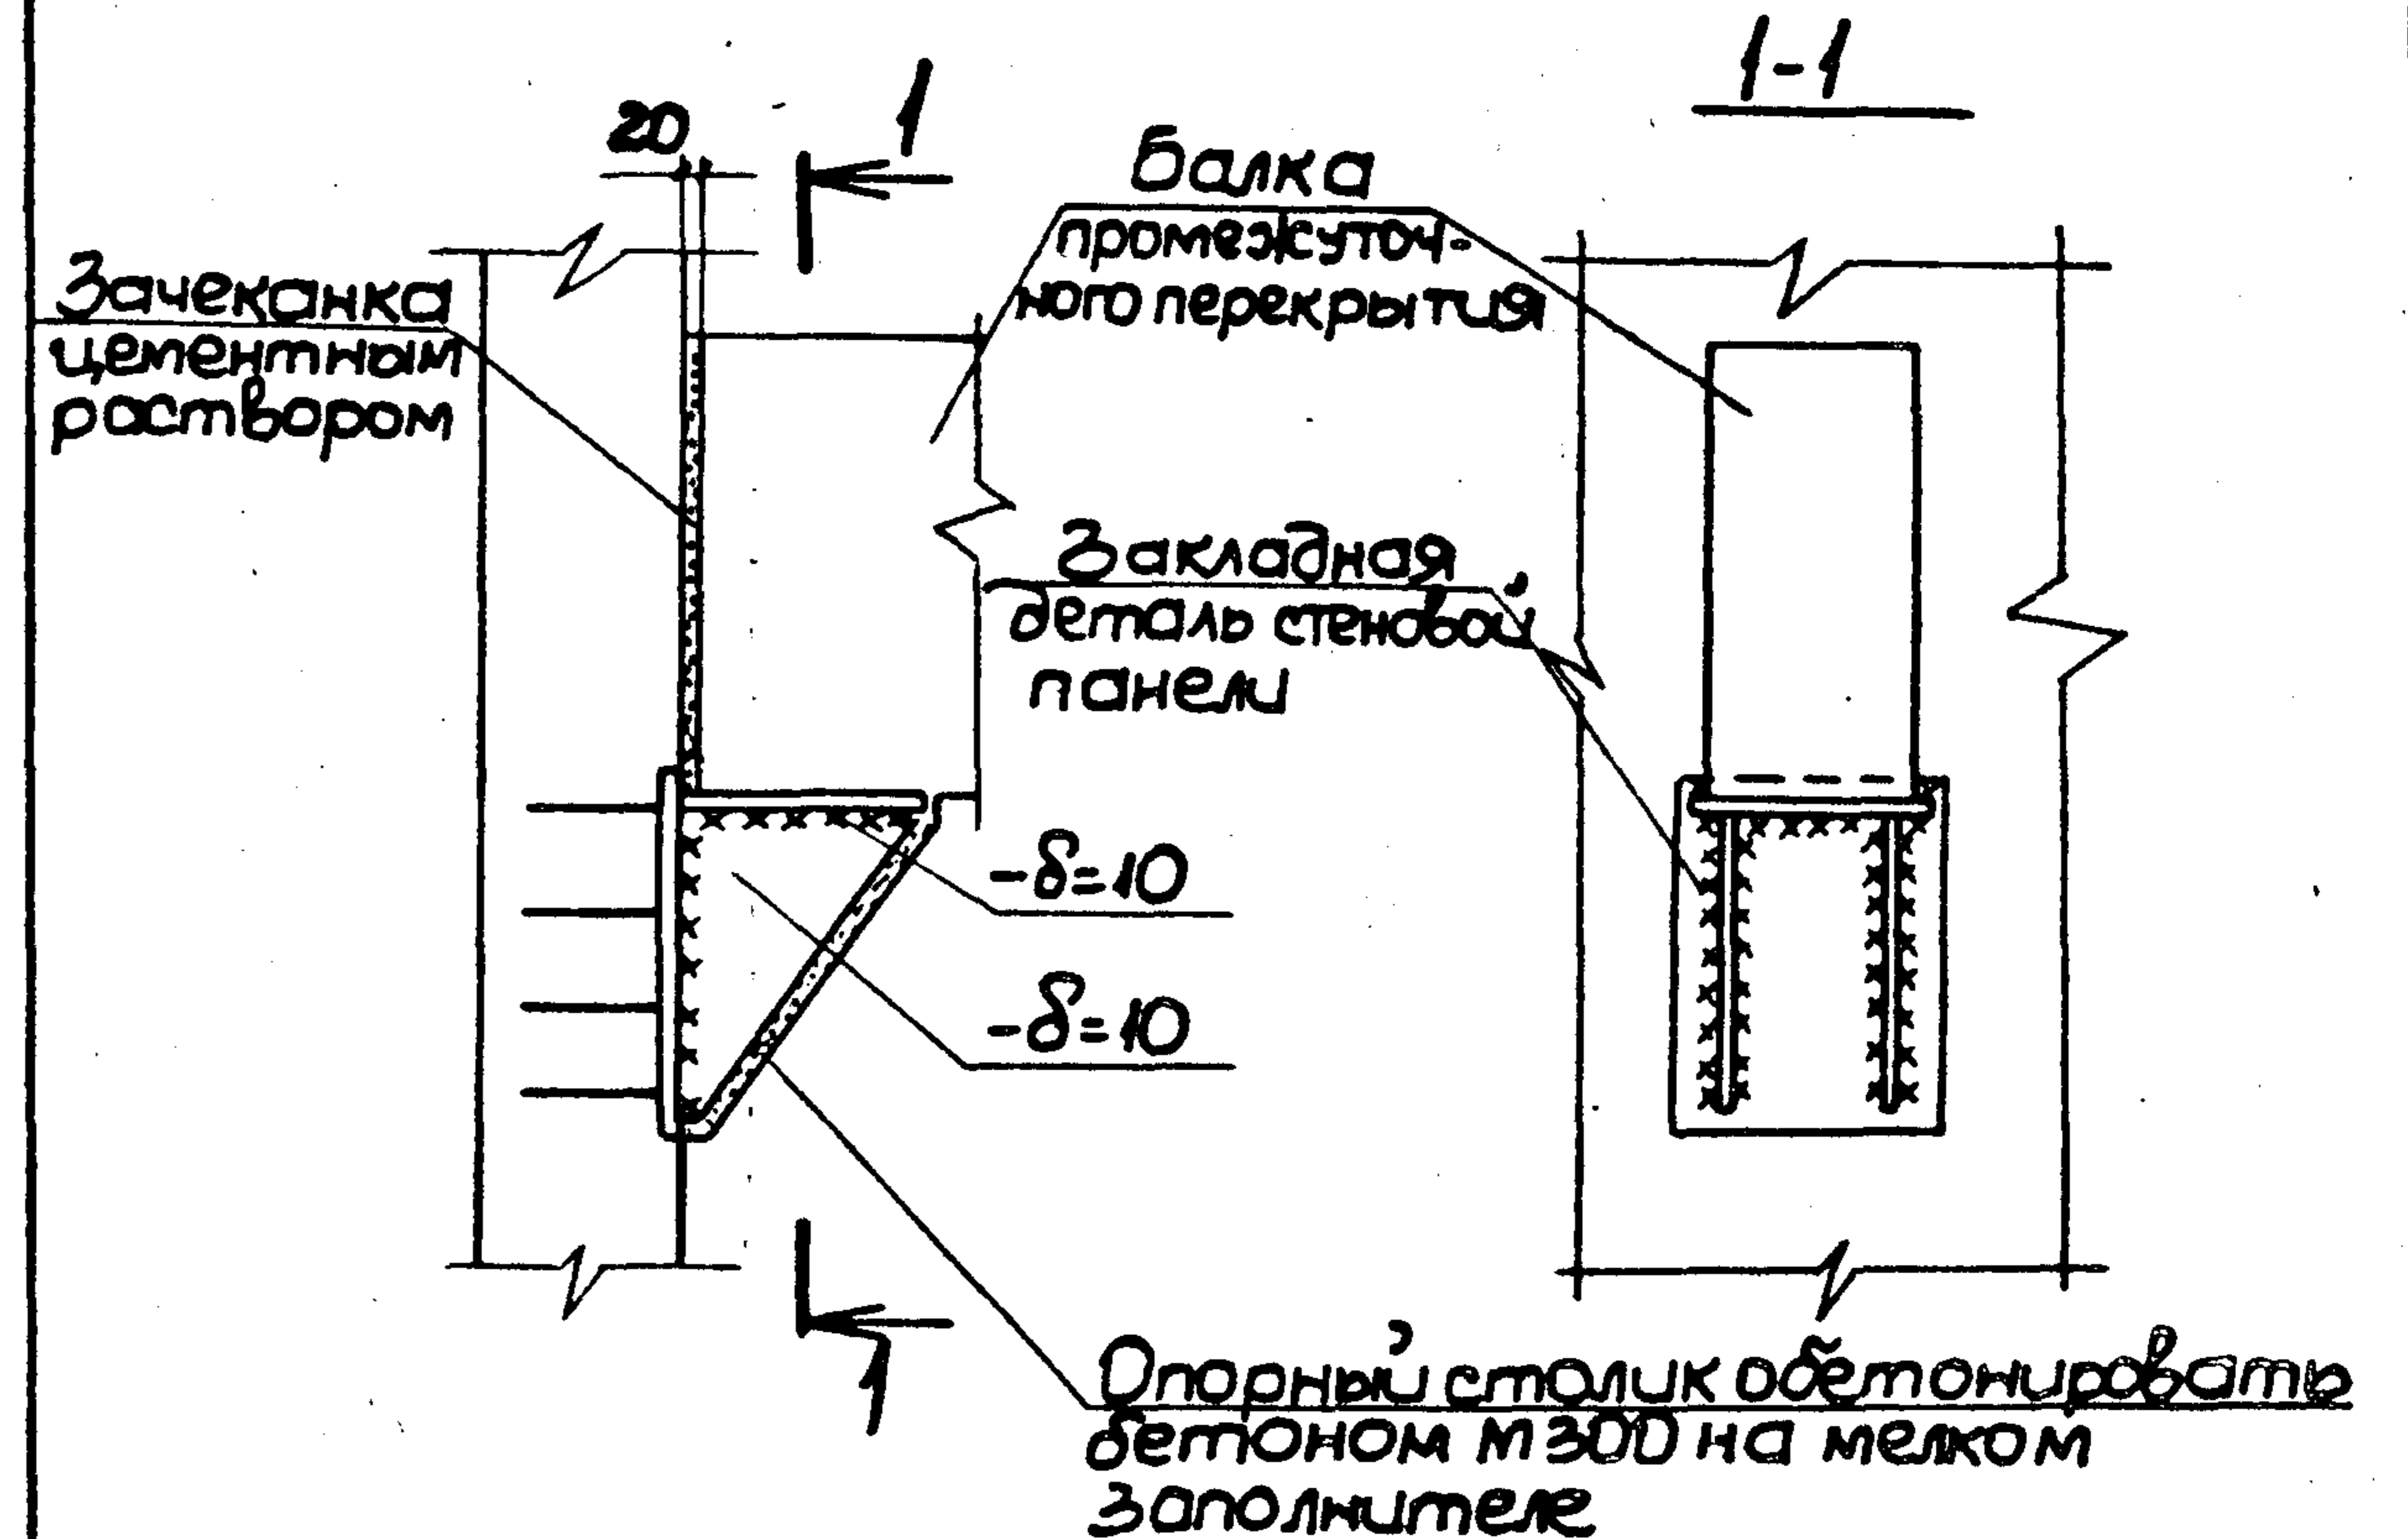 20
1
1-1
Балка
промежуточ-
ного перекрытия
Зачеканка
цементным
раствором
Закладная
деталь стеновой
панели
-δ=10
-δ=10
1
Опорный столик обетонировать
бетоном М300 на мелком
заполнителе